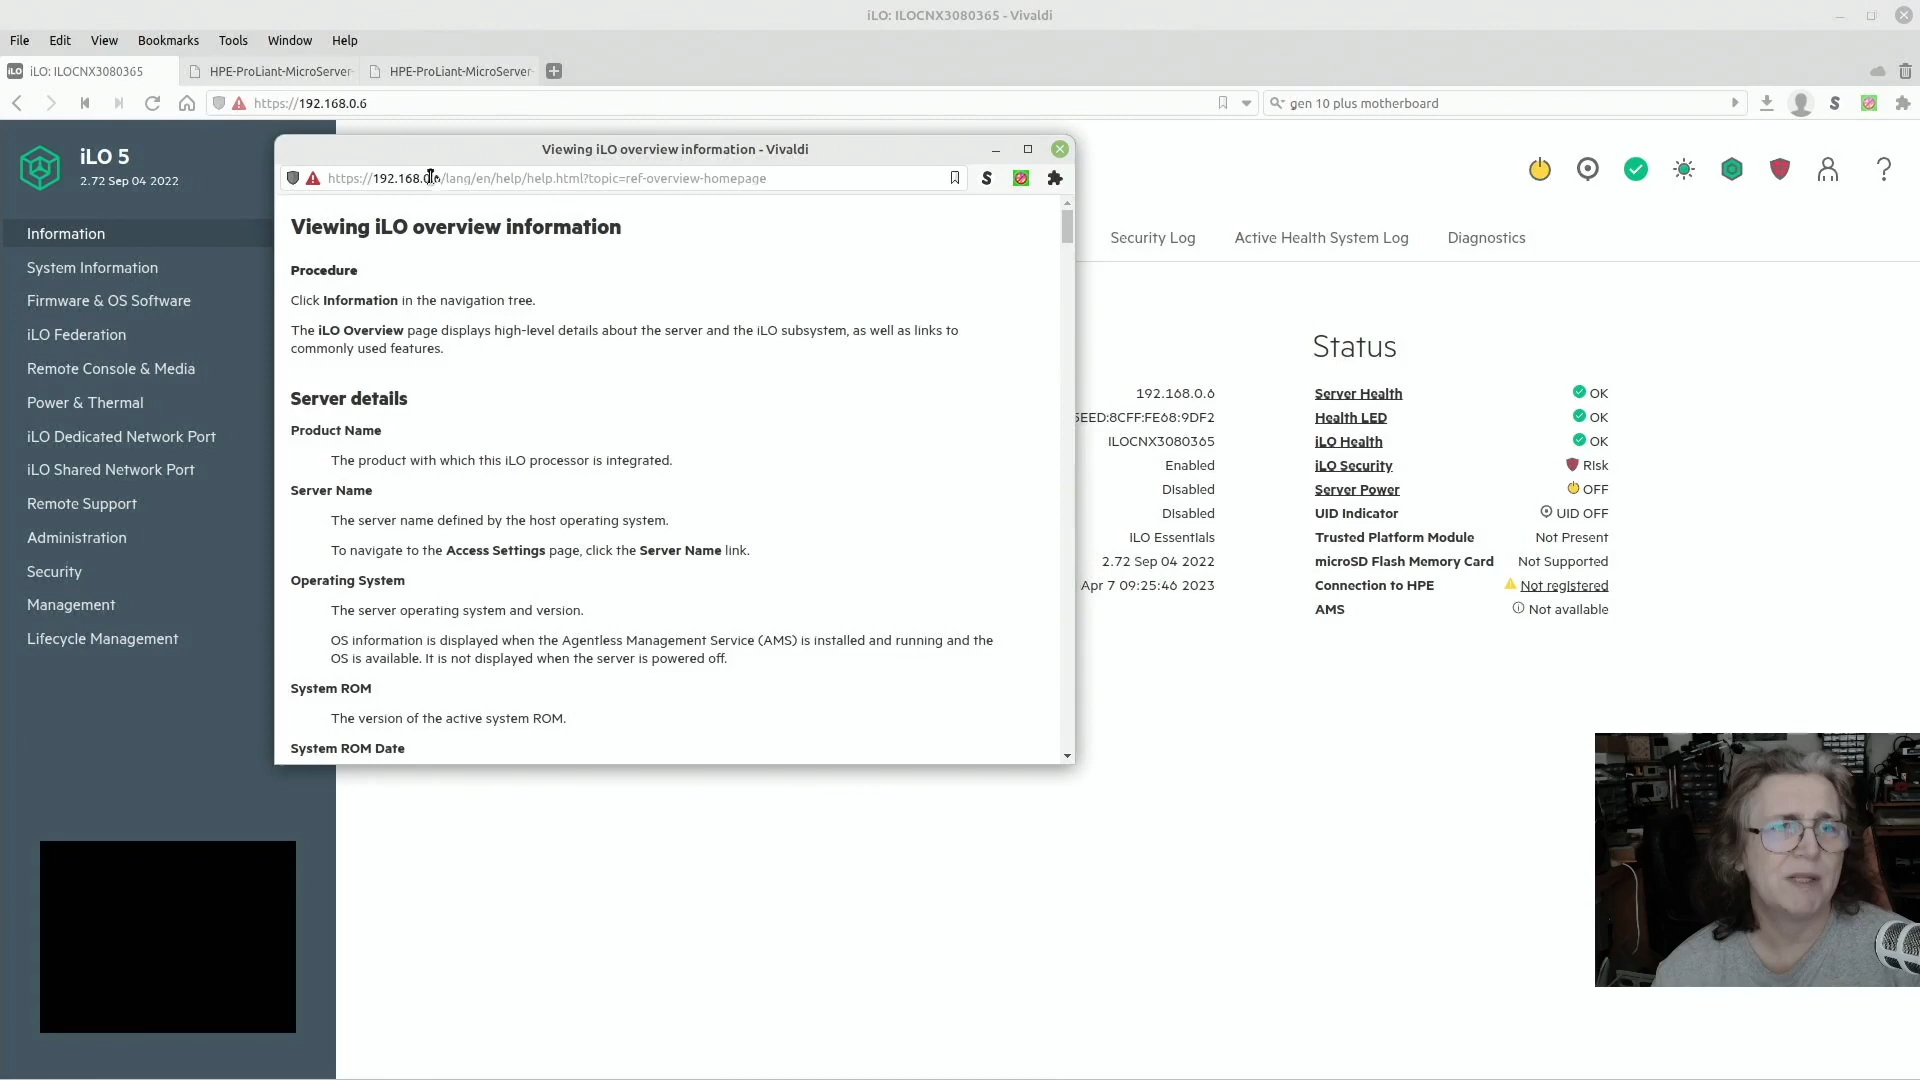 iLO: ILOCNX3080365 - Vivaldi
File Edit View Bookmarks Tools Window Help
iLO iLO: ILOCNX3080365 HPE-ProLiant-MicroServer- HPE-ProLiant-MicroServer-
https://192.168.0.6 gen 10 plus motherboard
iLO 5
2.72 Sep 04 2022
Information
System Information
Firmware & OS Software
iLO Federation
Remote Console & Media
Power & Thermal
iLO Dedicated Network Port
iLO Shared Network Port
Remote Support
Administration
Security
Management
Lifecycle Management
Viewing iLO overview information - Vivaldi
/lang/en/help/help.html?topic=ref-overview-homepage
Viewing iLO overview information
Procedure
Click Information in the navigation tree.
The iLO Overview page displays high-level details about the server and the iLO subsystem, as well as links to
commonly used features.
Server details
Product Name
The product with which this iLO processor is integrated.
Server Name
The server name defined by the host operating system.
To navigate to the Access Settings page, click the Server Name link.
Operating System
The server operating system and version.
OS information is displayed when the Agentless Management Service (AMS) is installed and running and the
OS is available. It is not displayed when the server is powered off.
System ROM
The version of the active system ROM.
System ROM Date
Security Log Active Health System Log Diagnostics
192.168.0.6
EED:8CFF:FE68:9DF2
ILOCNX3080365
Enabled
Disabled
Disabled
iLO Essentials
2.72 Sep 04 2022
Apr 7 09:25:46 2023
Status
Server Health OK
Health LED OK
iLO Health OK
iLO Security Risk
Server Power OFF
UID Indicator UID OFF
Trusted Platform Module Not Present
microSD Flash Memory Card Not Supported
Connection to HPE Not registered
AMS Not available